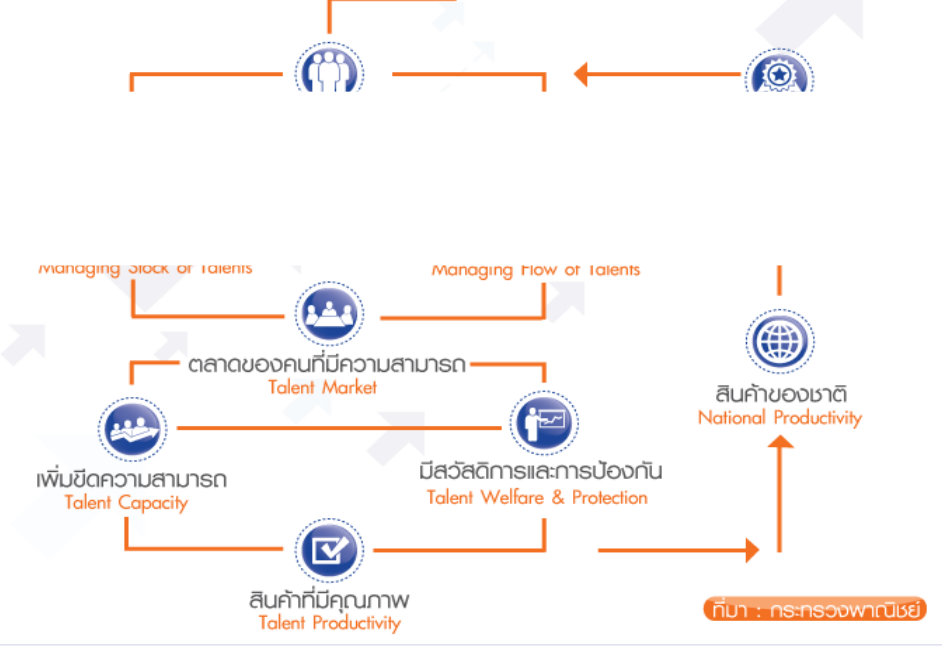 Managing Stock of Talents
Managing Flow of Talents
ตลาดของคนที่มีความสามารถ
Talent Market
สินค้าของชาติ
National Productivity
เพิ่มขีดความสามารถ
Talent Capacity
มีสวัสดิการและการป้องกัน
Talent Welfare & Protection
สินค้าที่มีคุณภาพ
Talent Productivity
ที่มา : กระทรวงพาณิชย์